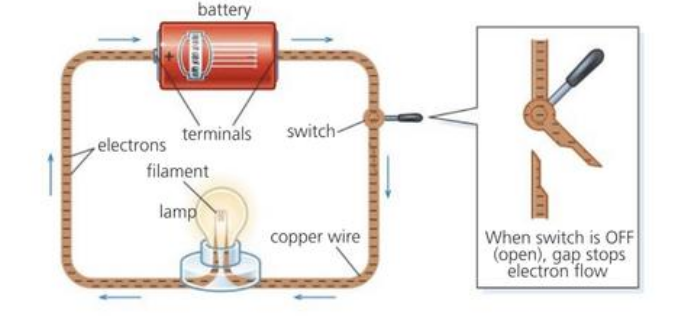 battery
+
-
terminals
switch
electrons
filament
lamp
copper wire
When switch is OFF
(open), gap stops
electron flow